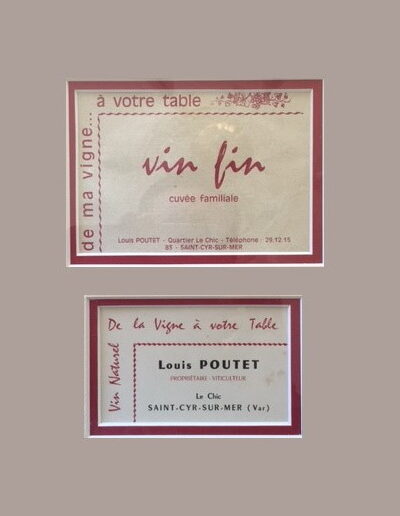 de ma vigne...
à votre table
vin fin
cuvée familiale
Louis POUTET - Quartier Le Chic - Téléphone : 29.12.15
83 - SAINT-CYR-SUR-MER
Vin Naturel
De la Vigne à votre Table
Louis POUTET
PROPRIÉTAIRE-VITICULTEUR
Le Chic
SAINT-CYR-SUR-MER (Var)